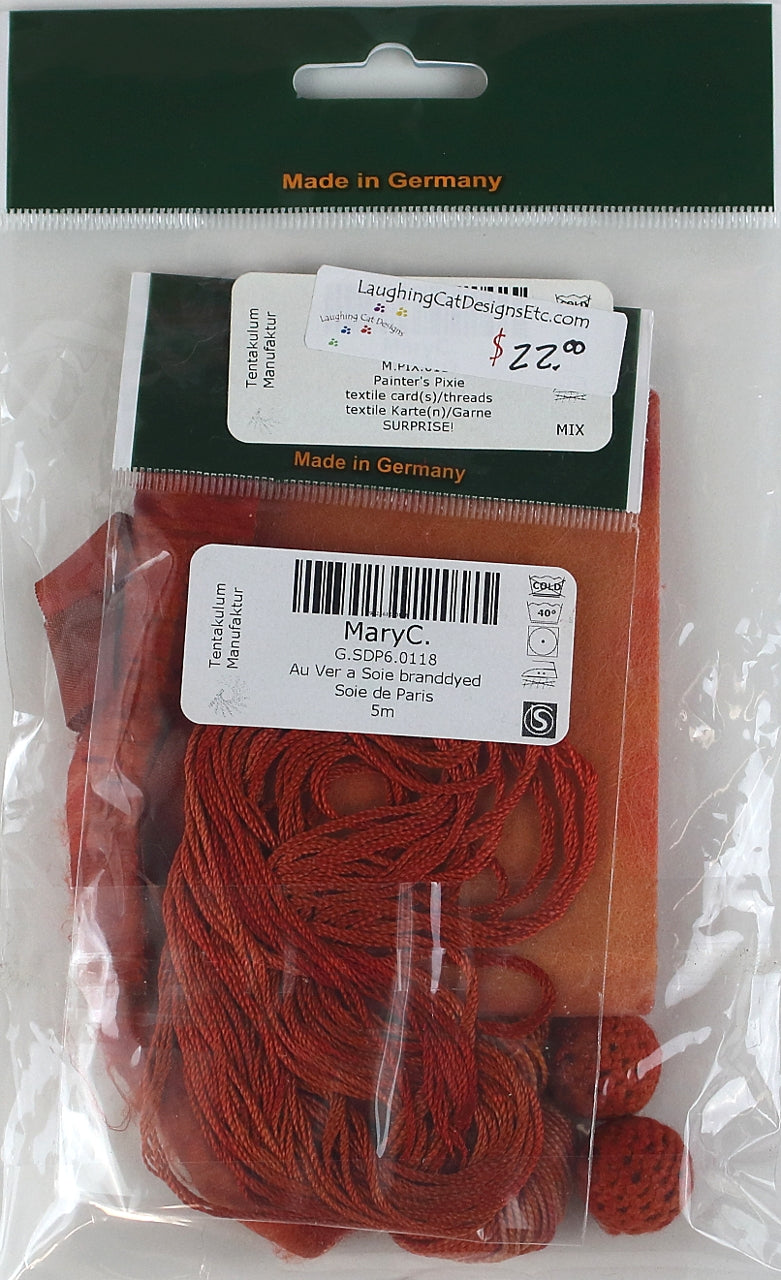 Made in Germany
Tentakulum
Manufaktur
COLD
LaughingCatDesignsEtc.com
Laughing Cat Designs
$22.00
Painter's Pixie
textile card(s)/threads
textile Karte(n)/Garne
SURPRISE!
MIX
Made in Germany
Tentakulum
Manufaktur
COLD
40°
MaryC.
G.SDP6.0118
Au Ver a Soie branddyed
Soie de Paris
5m
S